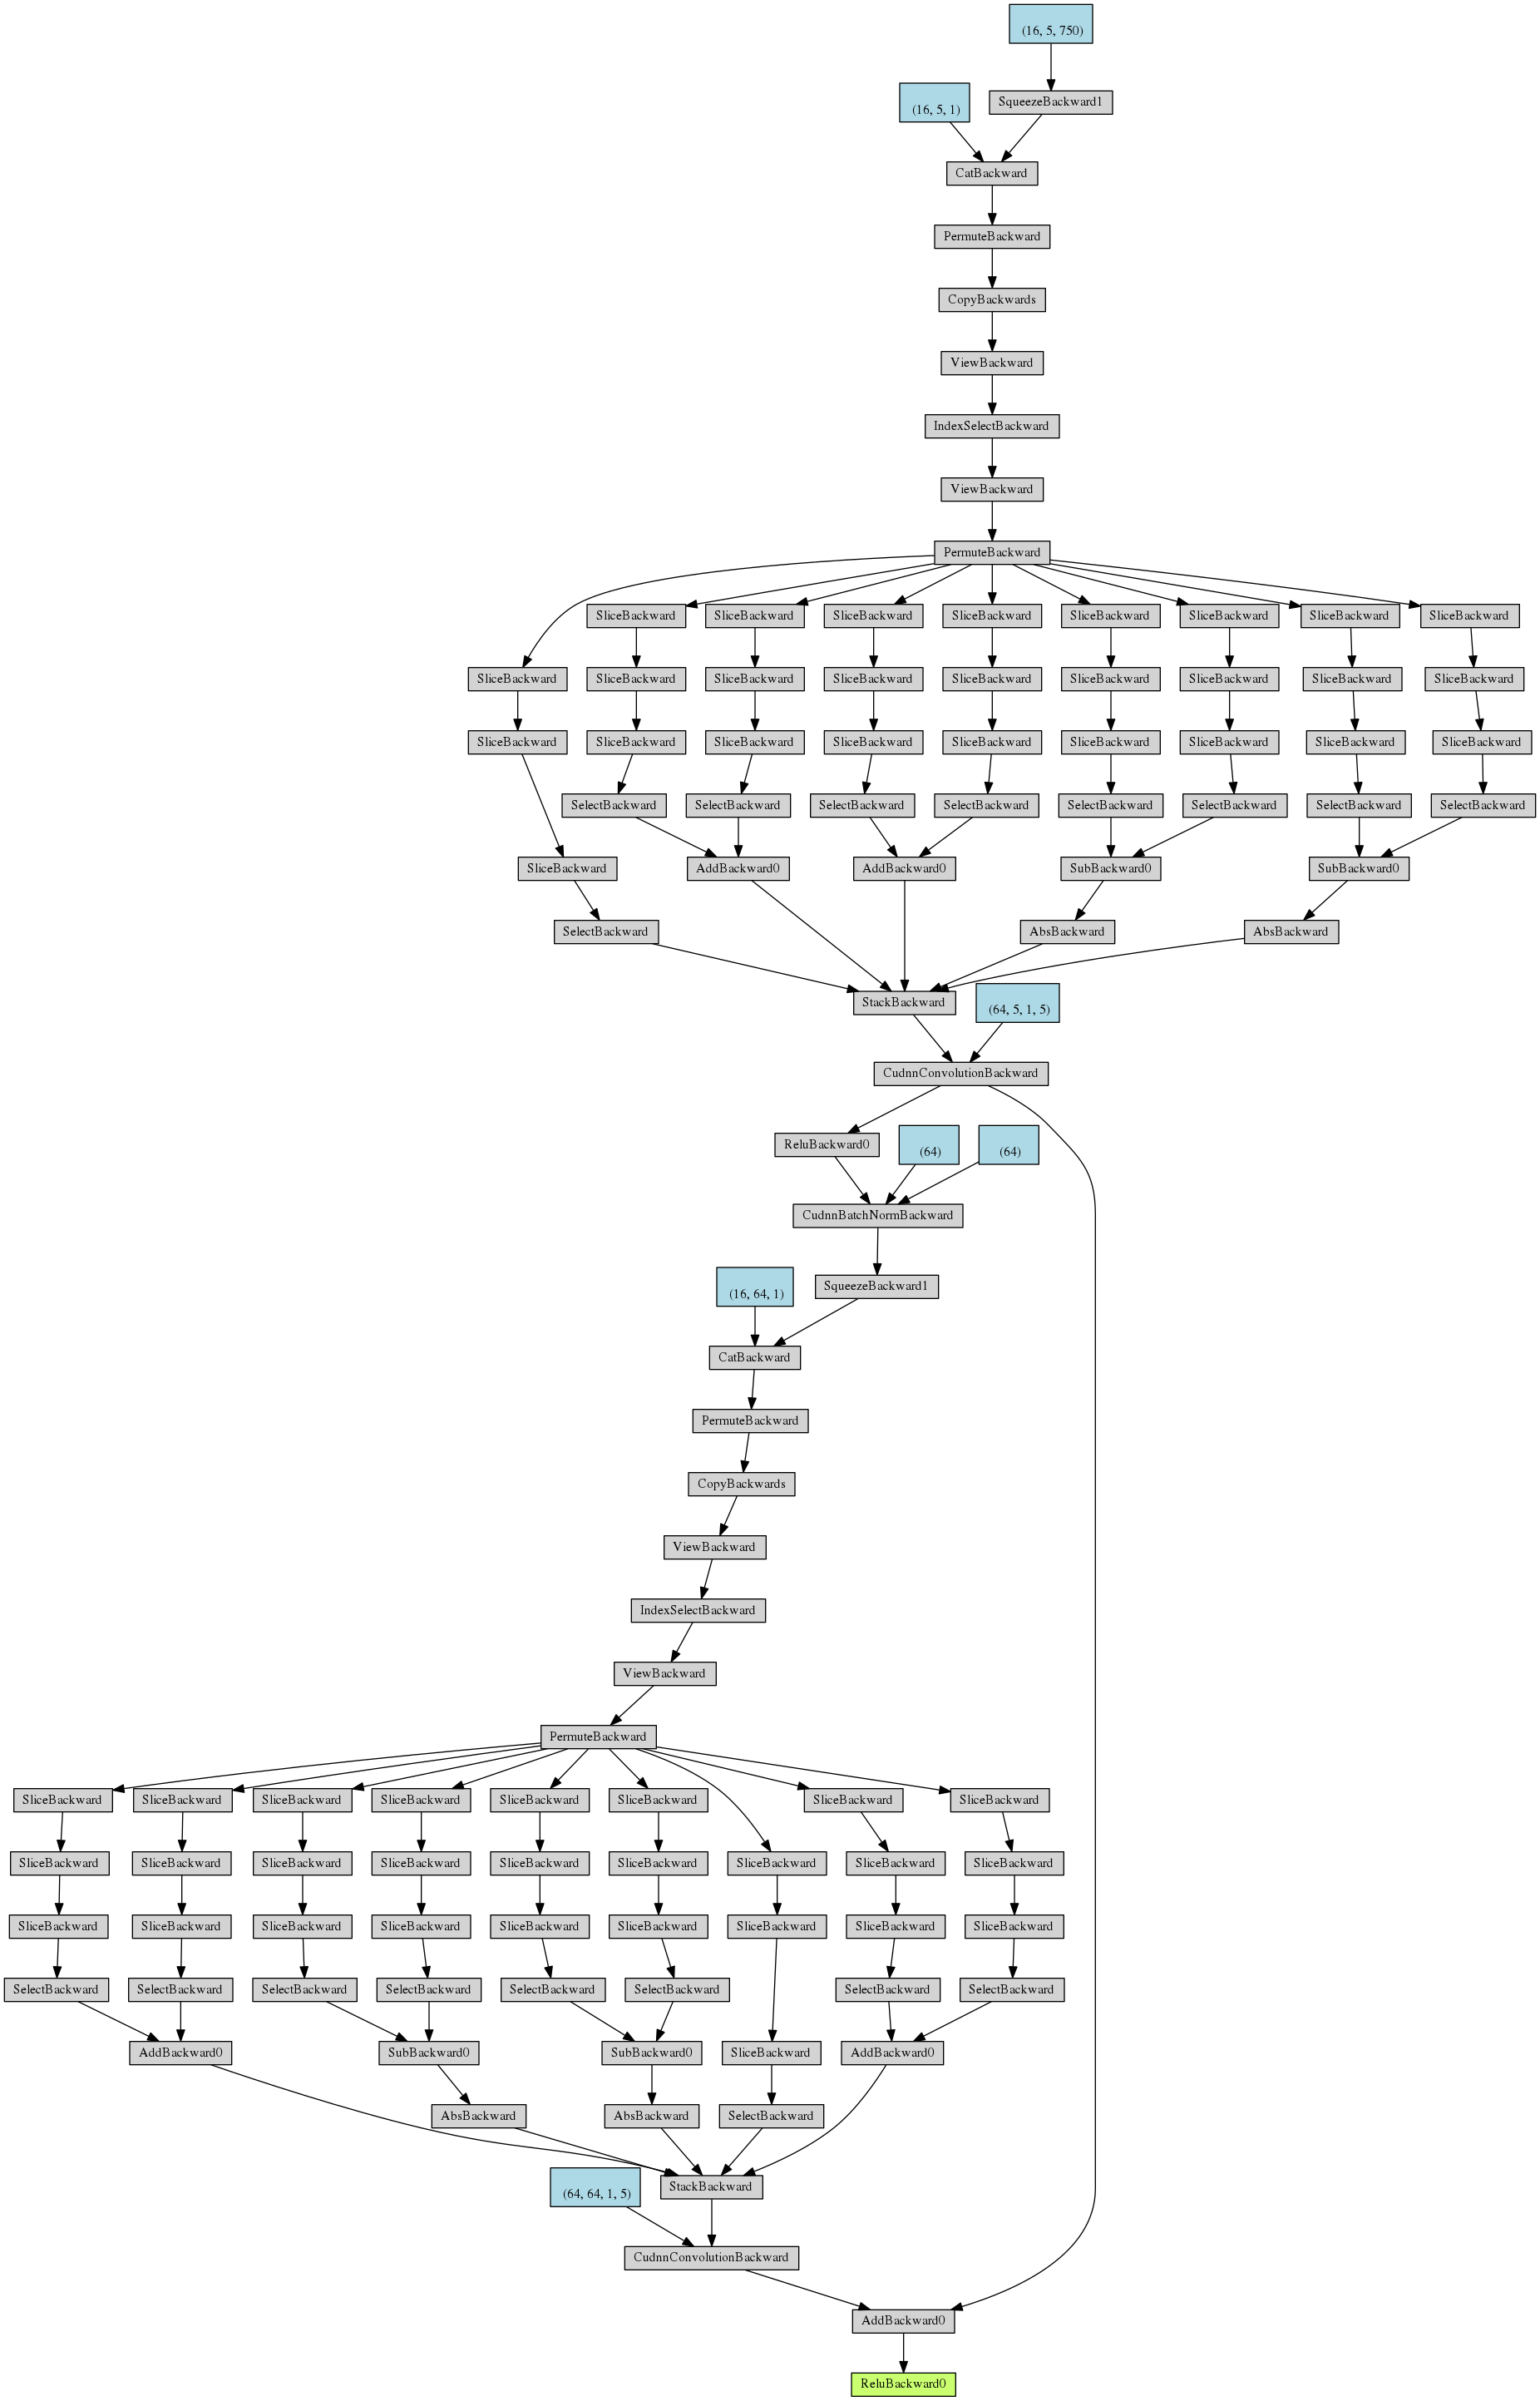 (16, 5, 750)
(16, 5, 1)
SqueezeBackward1
CatBackward
PermuteBackward
CopyBackwards
ViewBackward
IndexSelectBackward
ViewBackward
PermuteBackward
SliceBackward SliceBackward SliceBackward SliceBackward SliceBackward SliceBackward SliceBackward SliceBackward
SliceBackward SliceBackward SliceBackward SliceBackward SliceBackward SliceBackward SliceBackward SliceBackward SliceBackward
SliceBackward SliceBackward SliceBackward SliceBackward SliceBackward SliceBackward SliceBackward SliceBackward SliceBackward
SelectBackward SelectBackward SelectBackward SelectBackward SelectBackward SelectBackward SelectBackward SelectBackward
SliceBackward AddBackward0 AddBackward0 SubBackward0 SubBackward0
SelectBackward AbsBackward AbsBackward
StackBackward (64, 5, 1, 5)
CudnnConvolutionBackward
ReluBackward0 (64) (64)
CudnnBatchNormBackward
(16, 64, 1) SqueezeBackward1
CatBackward
PermuteBackward
CopyBackwards
ViewBackward
IndexSelectBackward
ViewBackward
PermuteBackward
SliceBackward SliceBackward SliceBackward SliceBackward SliceBackward SliceBackward SliceBackward SliceBackward
SliceBackward SliceBackward SliceBackward SliceBackward SliceBackward SliceBackward SliceBackward SliceBackward SliceBackward
SliceBackward SliceBackward SliceBackward SliceBackward SliceBackward SliceBackward SliceBackward SliceBackward SliceBackward
SelectBackward SelectBackward SelectBackward SelectBackward SelectBackward SelectBackward SelectBackward SelectBackward
AddBackward0 SubBackward0 SubBackward0 SliceBackward AddBackward0
AbsBackward AbsBackward SelectBackward
(64, 64, 1, 5) StackBackward
CudnnConvolutionBackward
AddBackward0
ReluBackward0